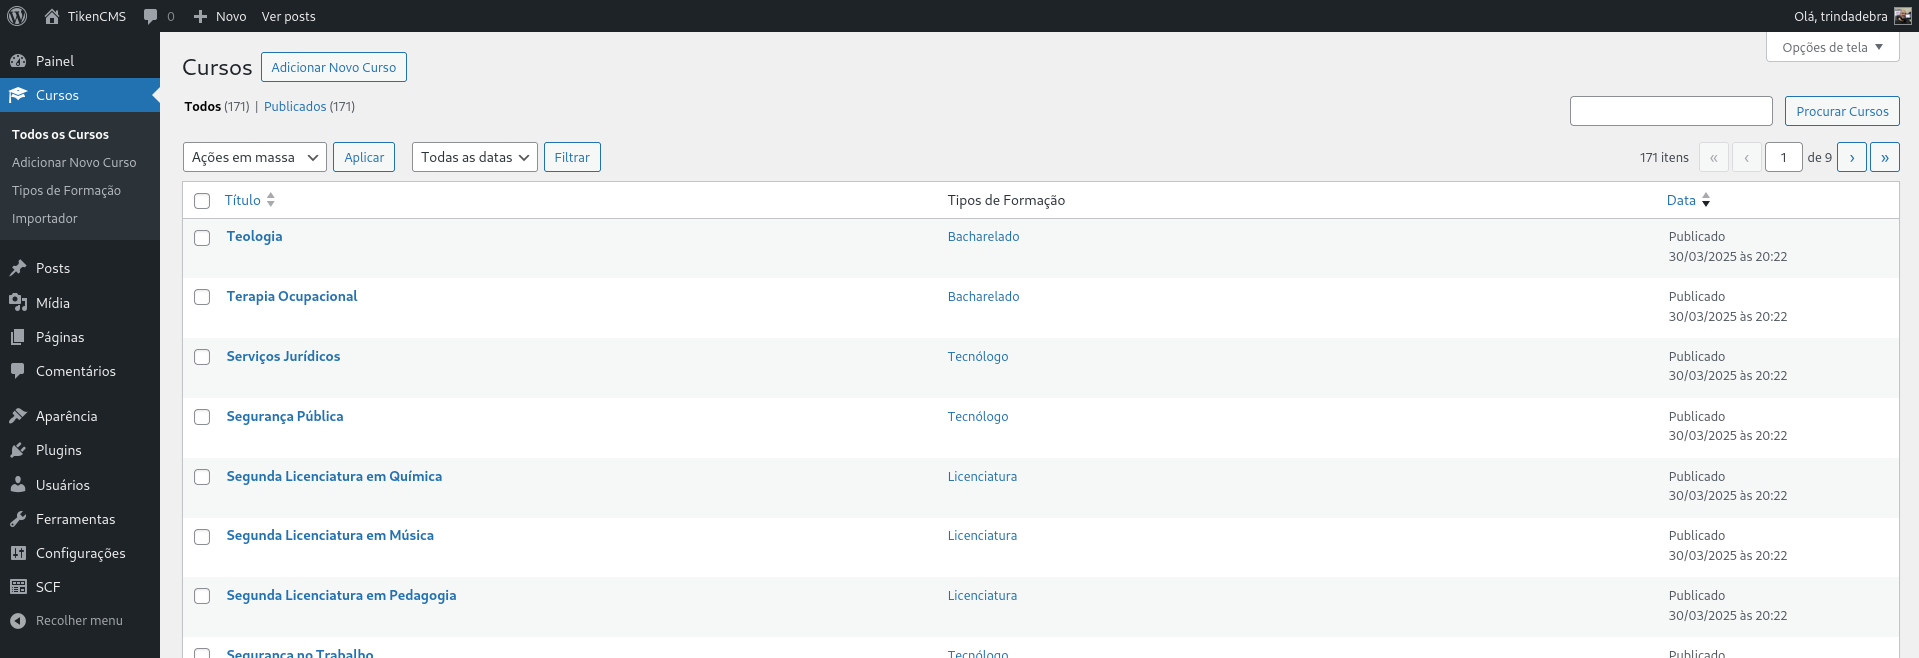 TikenCMS 0 Novo Ver posts Olá, trindadebra
Painel
Cursos
Todos os Cursos
Adicionar Novo Curso
Tipos de Formação
Importador
Posts
Mídia
Páginas
Comentários
Aparência
Plugins
Usuários
Ferramentas
Configurações
SCF
Recolher menu
Opções de tela
Cursos Adicionar Novo Curso
Todos (171) | Publicados (171)
Procurar Cursos
Ações em massa Aplicar Todas as datas Filtrar 171 itens « ‹ 1 de 9 › »
Título Tipos de Formação Data
Teologia Bacharelado Publicado
30/03/2025 às 20:22
Terapia Ocupacional Bacharelado Publicado
30/03/2025 às 20:22
Serviços Jurídicos Tecnólogo Publicado
30/03/2025 às 20:22
Segurança Pública Tecnólogo Publicado
30/03/2025 às 20:22
Segunda Licenciatura em Química Licenciatura Publicado
30/03/2025 às 20:22
Segunda Licenciatura em Música Licenciatura Publicado
30/03/2025 às 20:22
Segunda Licenciatura em Pedagogia Licenciatura Publicado
30/03/2025 às 20:22
Segurança no Trabalho Tecnólogo Publicado